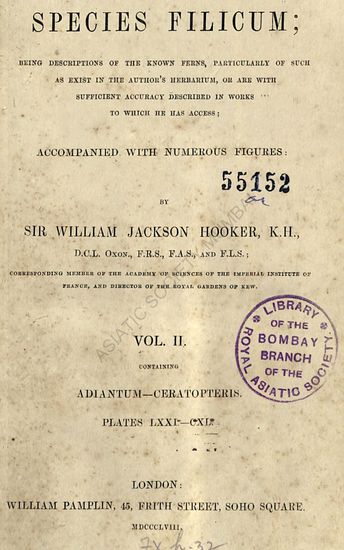 SPECIES FILICUM;
BEING DESCRIPTIONS OF THE KNOWN FERNS, PARTICULARLY OF SUCH
AS EXIST IN THE AUTHOR'S HERBARIUM, OR ARE WITH
SUFFICIENT ACCURACY DESCRIBED IN WORKS
TO WHICH HE HAS ACCESS;
ACCOMPANIED WITH NUMEROUS FIGURES:
55152
BY
SIR WILLIAM JACKSON HOOKER, K.H.,
D.C.L. OXON., F.R.S., F.A.S., AND F.L.S.;
CORRESPONDING MEMBER OF THE ACADEMY OF SCIENCES OF THE IMPERIAL INSTITUTE OF
FRANCE, AND DIRECTOR OF THE ROYAL GARDENS OF KEW.
VOL. II.
CONTAINING
ADIANTUM—CERATOPTERIS.
PLATES LXXI—CXL.
LIBRARY
OF THE
BOMBAY
BRANCH
OF THE
ROYAL ASIATIC SOCIETY.
ASIATIC SOCIETY MUMBAI
LONDON:
WILLIAM PAMPLIN, 45, FRITH STREET, SOHO SQUARE.
MDCCCLVIII.